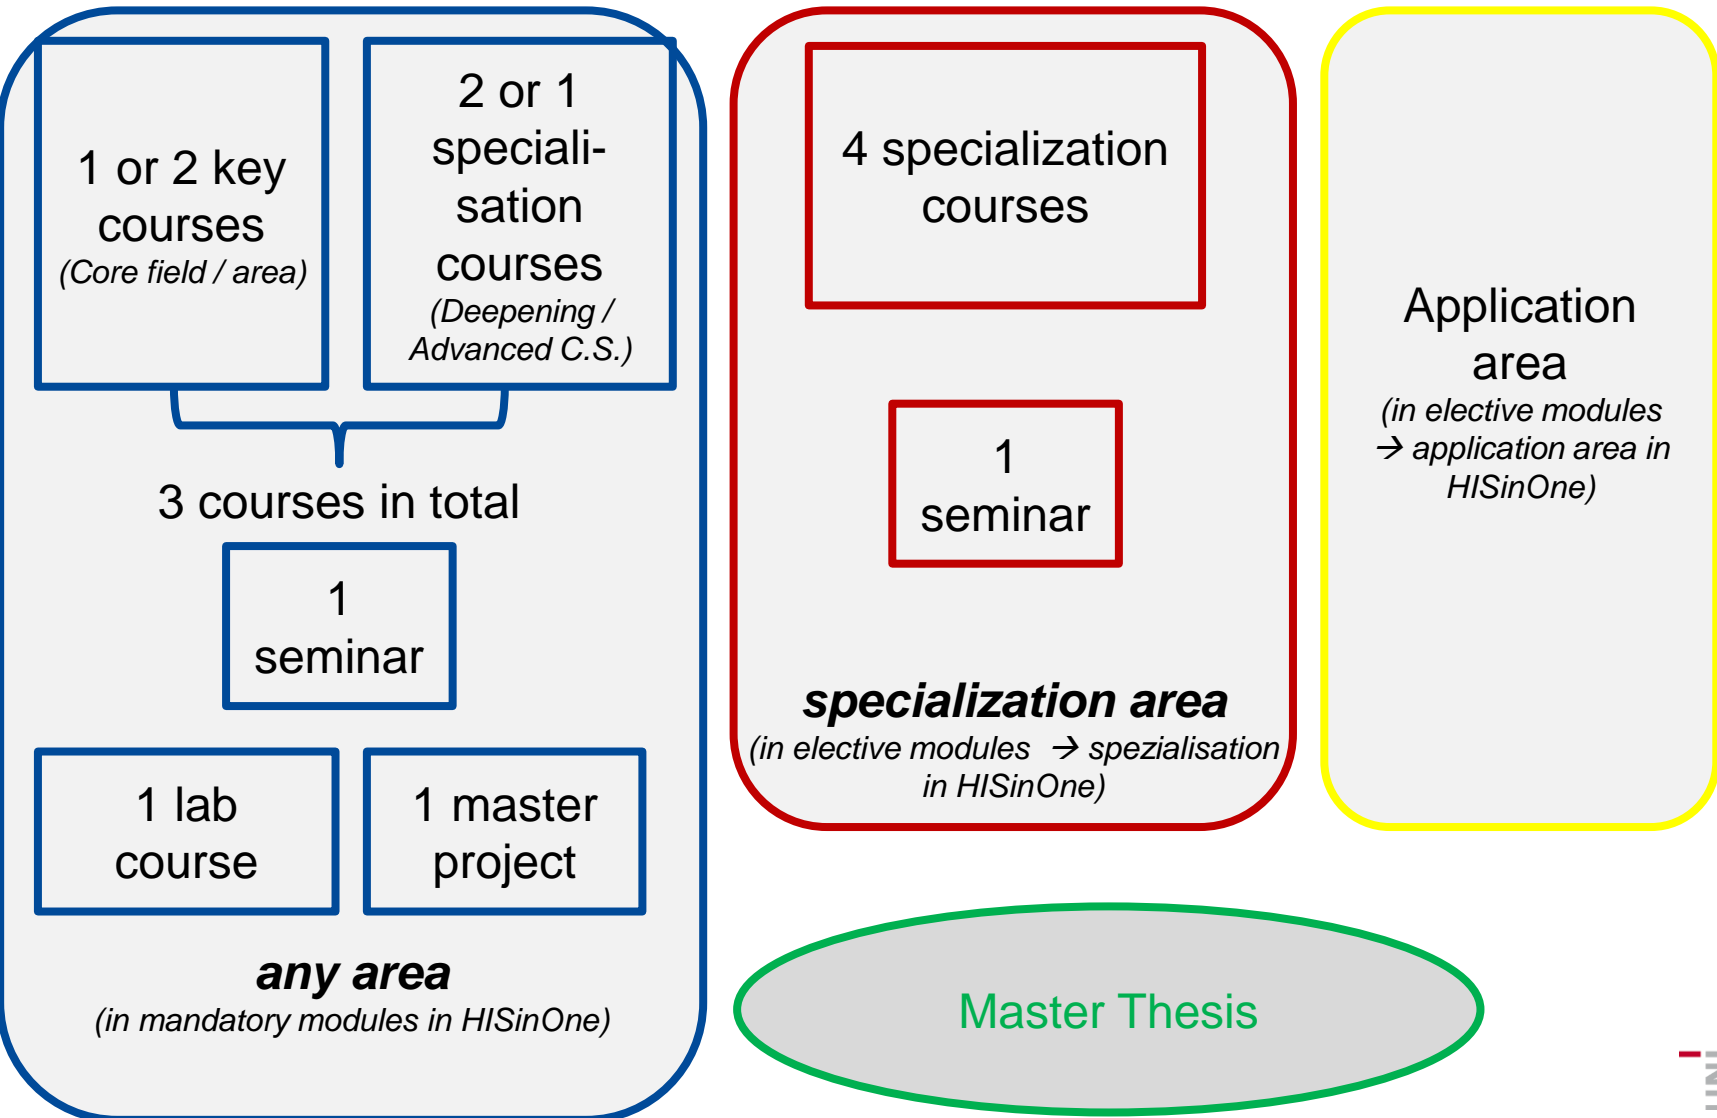 1 or 2 key
courses
(Core field / area)
2 or 1
speciali-
sation
courses
(Deepening /
Advanced C.S.)
3 courses in total
1
seminar
1 lab
course
1 master
project
any area
(in mandatory modules in HISinOne)
4 specialization
courses
1
seminar
specialization area
(in elective modules → spezialisation
in HISinOne)
Application
area
(in elective modules
→ application area in
HISinOne)
Master Thesis